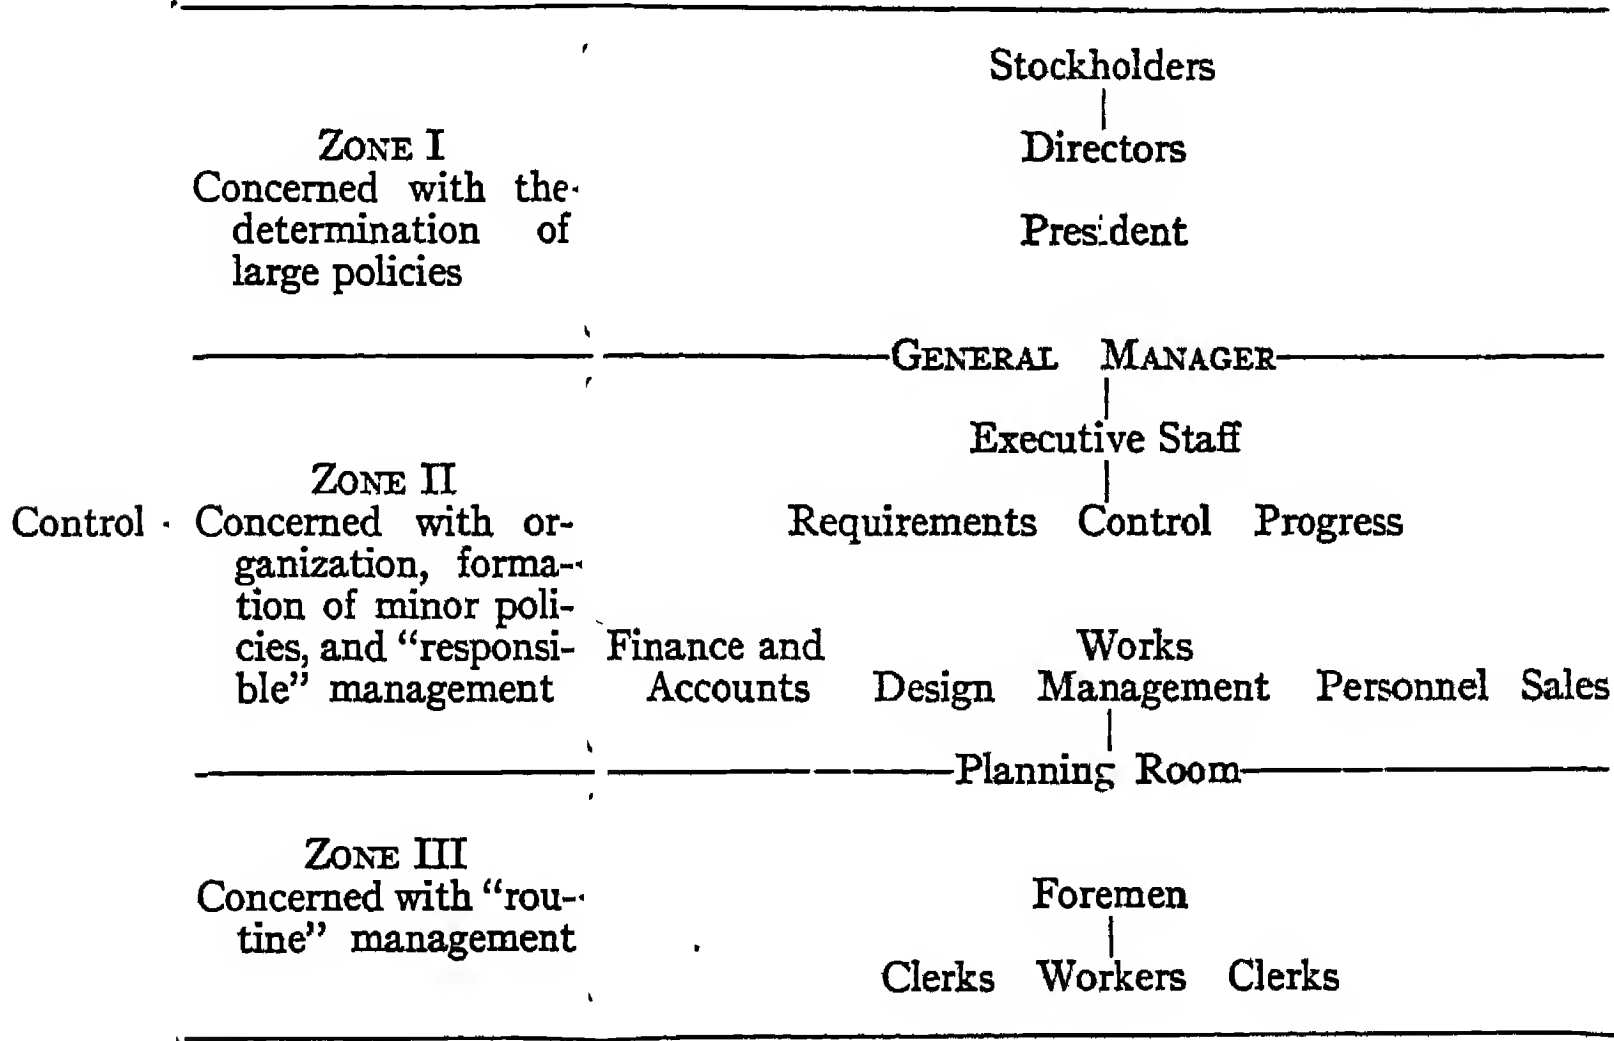 Stockholders
Directors
President
ZONE I
Concerned with the
determination of
large policies
GENERAL MANAGER
Executive Staff
Requirements Control Progress
Control
ZONE II
Concerned with or-
ganization, forma-
tion of minor poli-
cies, and “responsi-
ble” management
Finance and
Accounts
Design
Works
Management
Personnel
Sales
Planning Room
ZONE III
Concerned with “rou-
tine” management
Foremen
Clerks Workers Clerks